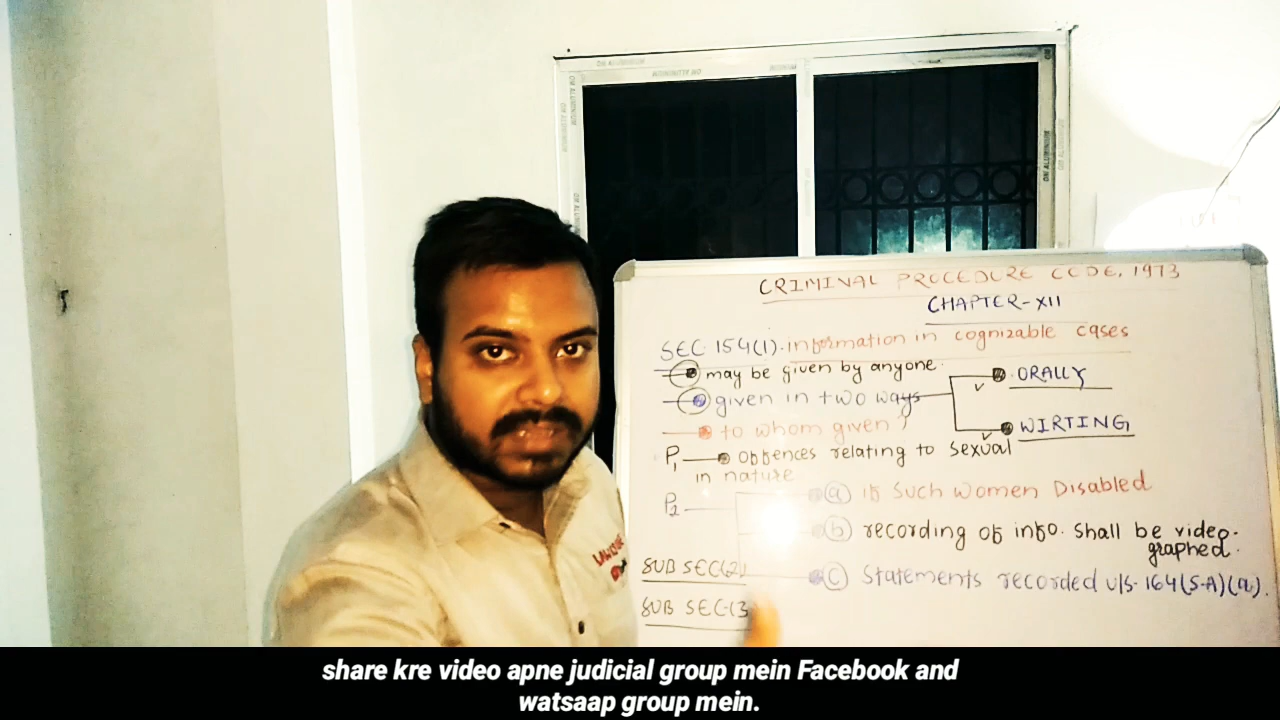 CRIMINAL PROCEDURE CODE, 1973
CHAPTER-XII
SEC. 154(1). information in cognizable cases
may be given by anyone.
given in two ways
ORALLY
WIRTING
to whom given?
P1 offences relating to sexual
in nature
P2
(a) if such women Disabled
(b) recording of info. shall be video-
graphed.
SUB SEC(2)
(c) Statements recorded u/s. 164(5-A)(a).
SUB SEC(3
share kre video apne judicial group mein Facebook and
watsaap group mein.